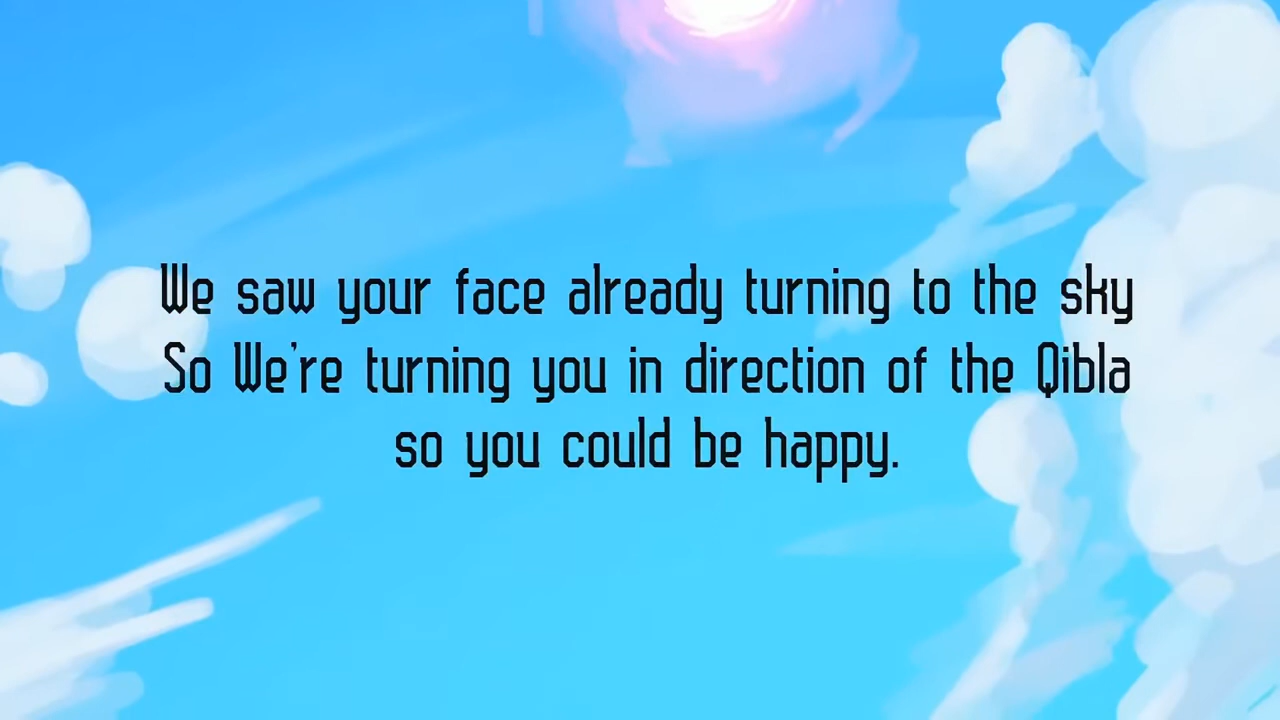 We saw your face already turning to the sky
So We're turning you in direction of the Qibla
so you could be happy.